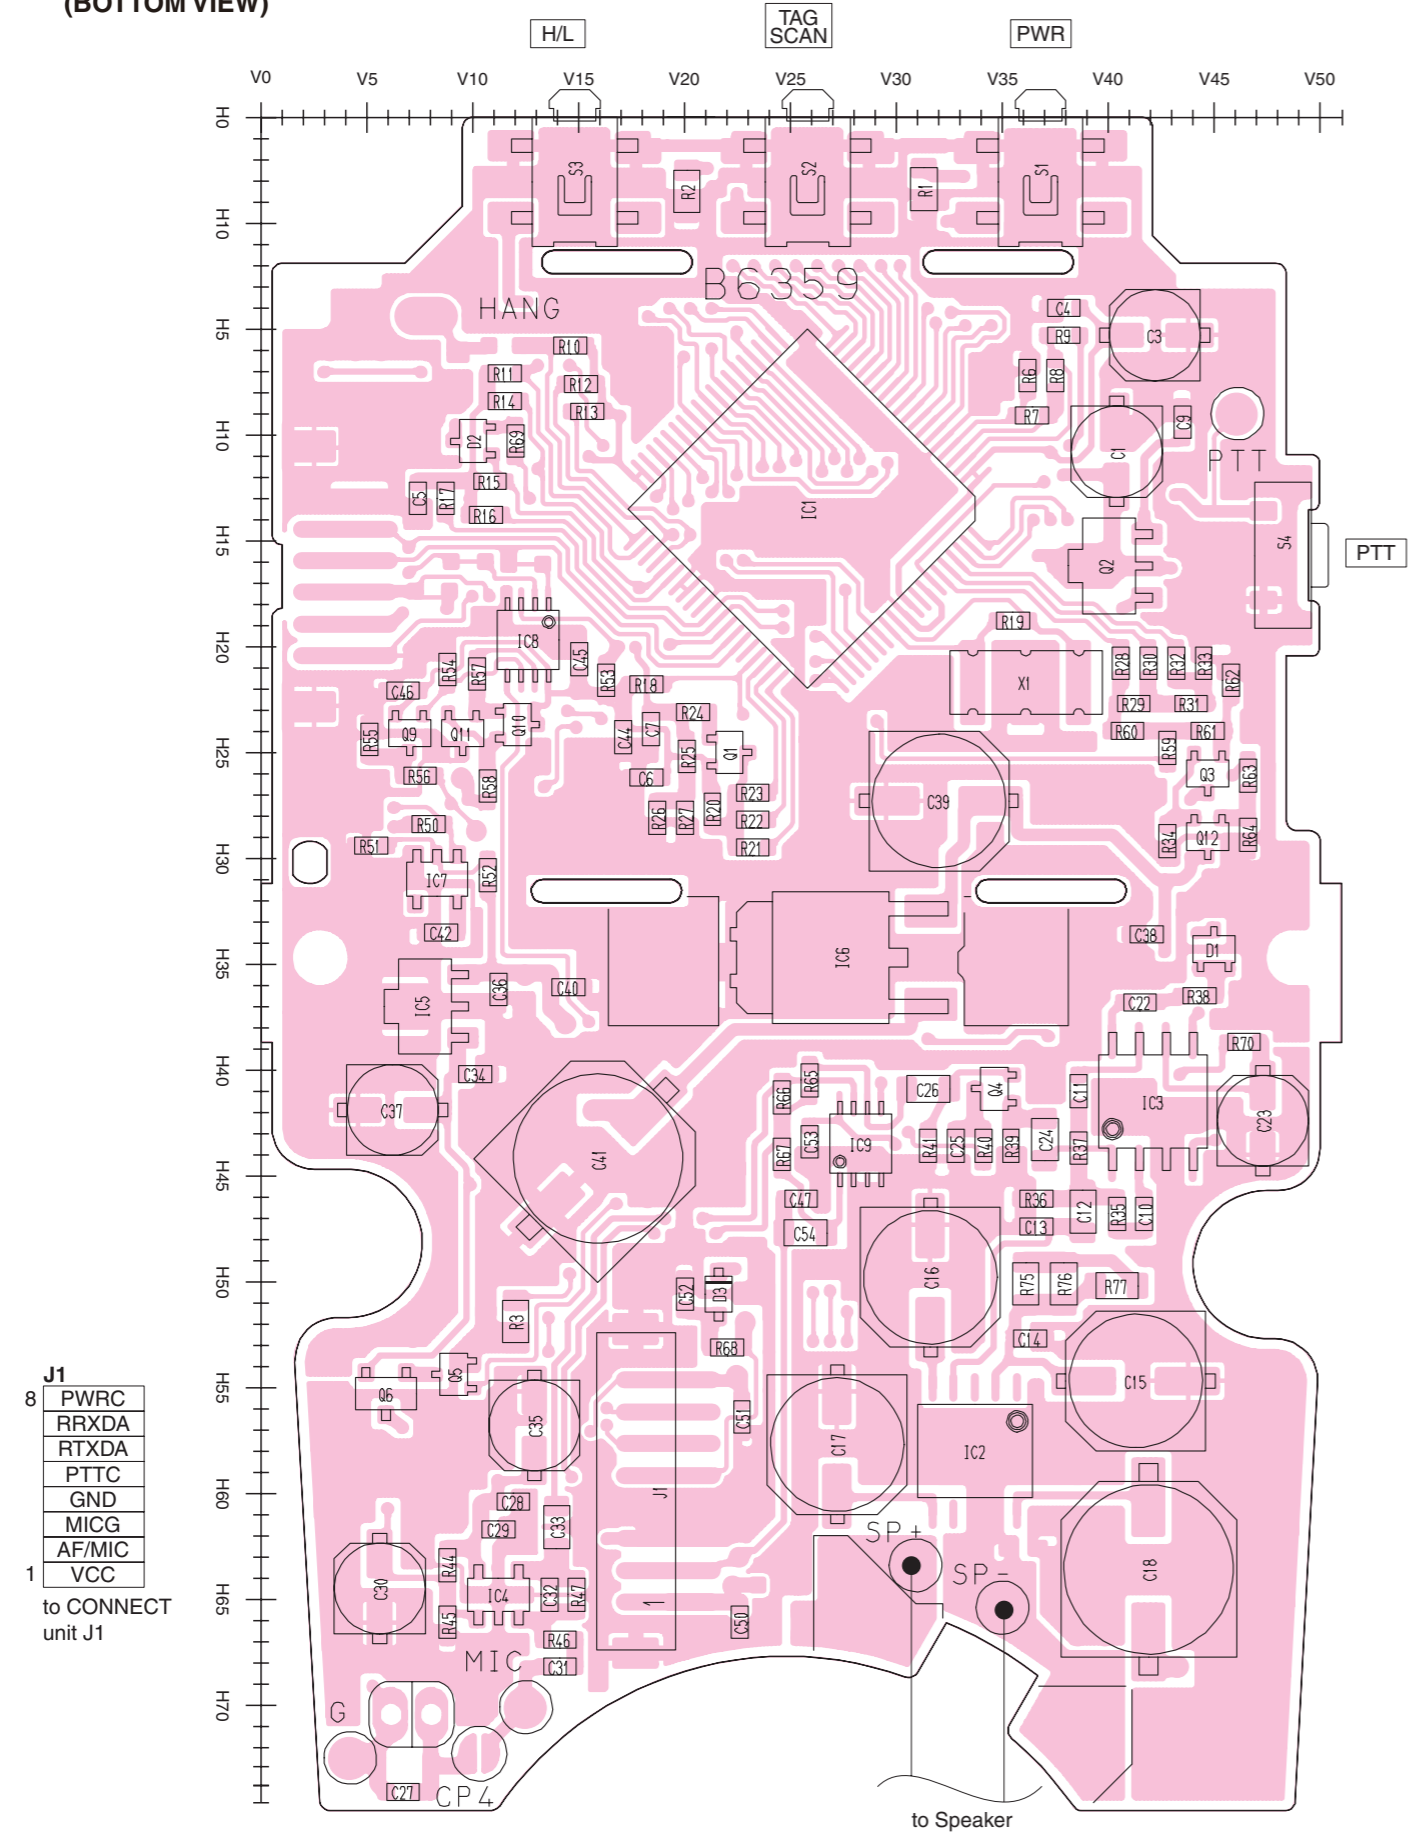 (BOTTOM VIEW)
H/L
TAG
SCAN
PWR
V0 V5 V10 V15 V20 V25 V30 V35 V40 V45 V50
H0
S3
R2
S2
R1
S1
H10
B6359
HANG
C4
C3
H5
R9
R10
R11
R12
R6
R8
R14
R13
R7
C9
H10
D2
R69
C1
PTT
R15
C5
R17
R16
IC1
H15
S4
PTT
Q2
R19
IC8
H20
R54
R57
C45
R53
R18
X1
R28
R30
R32
R33
R62
C46
R24
R29
R31
R55
Q9
Q11
Q10
C44
C7
R60
R61
H25
R25
Q1
R59
R56
R58
C6
R23
Q3
R63
C39
R26
R27
R20
R50
R22
R51
R21
R34
Q12
R64
H30
IC7
R52
C42
C38
IC6
D1
H35
C36
C40
IC5
C22
R38
R70
H40
C34
R65
C37
R66
C26
Q4
C11
IC3
C23
C41
R67
C53
IC9
R41
C25
R40
R39
C24
R37
H45
C47
R36
C12
R35
C10
C54
C13
C16
H50
C52
D3
R75
R76
R77
R3
C14
R68
J1
Q5
C15
H55
8 PWRC
Q6
RRXDA
C35
C51
C17
RTXDA
IC2
PTTC
J1
H60
GND
C28
MICG
C29
C33
SP+
AF/MIC
R44
SP-
C18
1 VCC
C30
IC4
C32
R47
1
H65
to CONNECT
R45
C50
unit J1
R46
MIC
C31
H70
G
C27
CP4
to Speaker